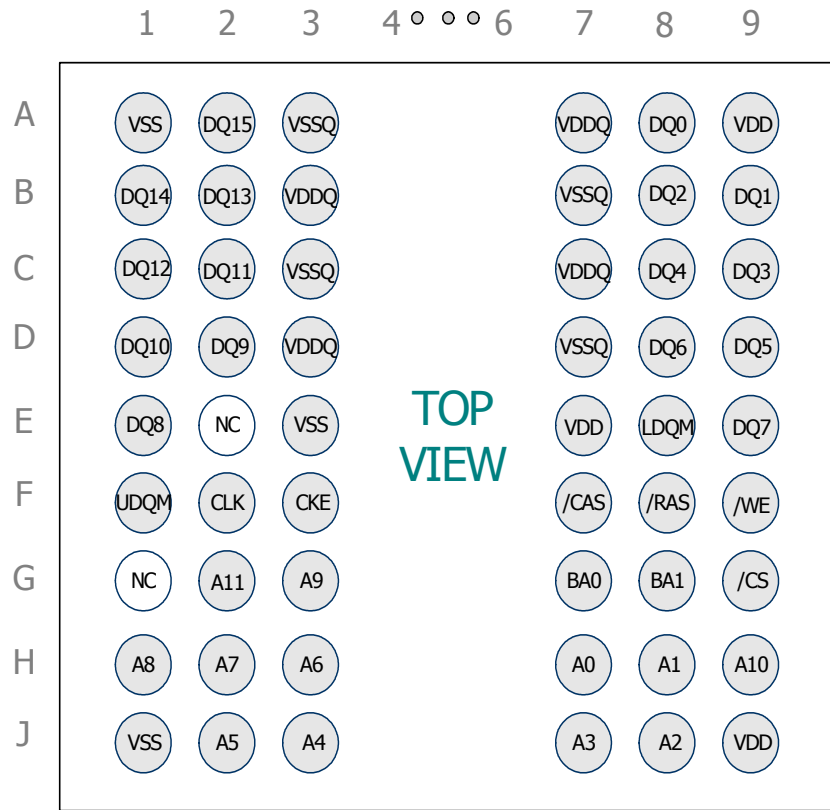 1 2 3 4 6 7 8 9
A VSS DQ15 VSSQ VDDQ DQ0 VDD
B DQ14 DQ13 VDDQ VSSQ DQ2 DQ1
C DQ12 DQ11 VSSQ VDDQ DQ4 DQ3
D DQ10 DQ9 VDDQ VSSQ DQ6 DQ5
E DQ8 NC VSS VDD LDQM DQ7
TOP
VIEW
F UDQM CLK CKE /CAS /RAS /WE
G NC A11 A9 BA0 BA1 /CS
H A8 A7 A6 A0 A1 A10
J VSS A5 A4 A3 A2 VDD